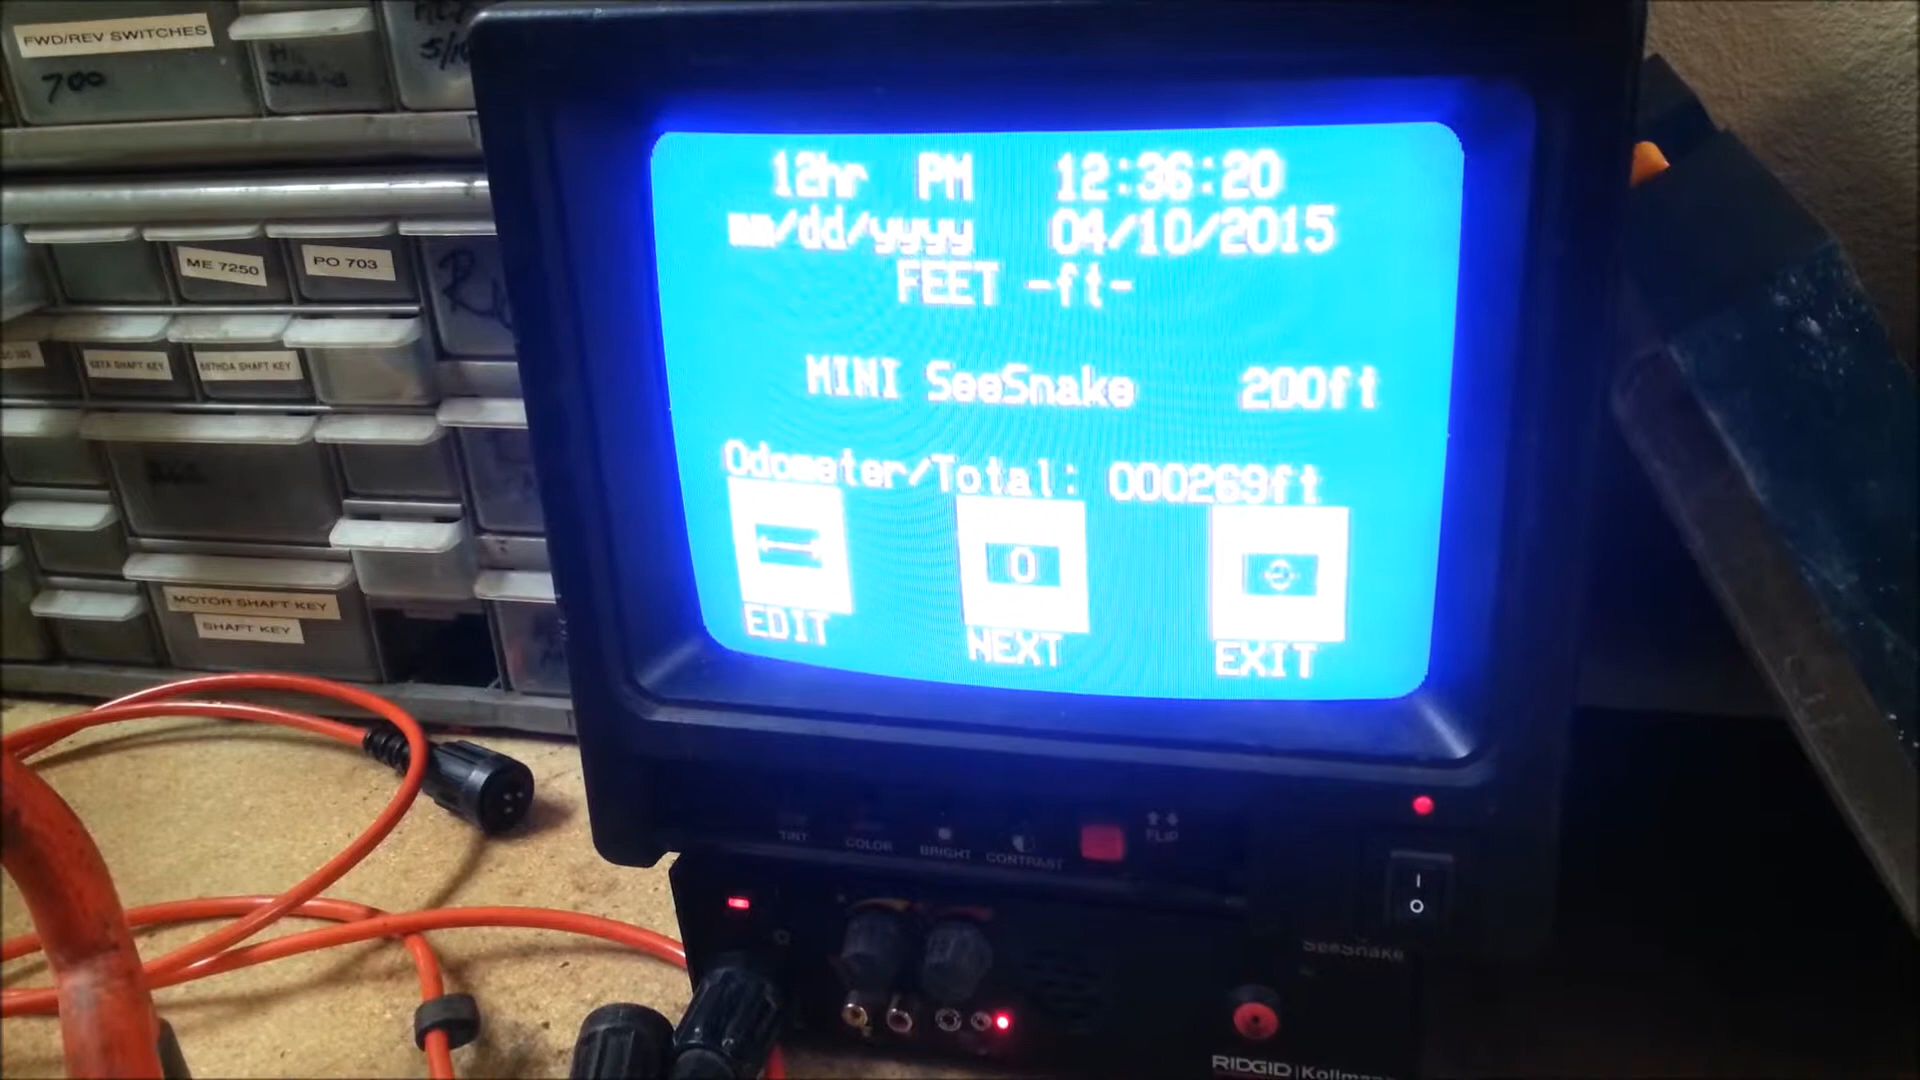 FWD/REV SWITCHES
700
ME 7250
PO 703
687TA SHAFT KEY
687HDA SHAFT KEY
MOTOR SHAFT KEY
SHAFT KEY
12hr PM 12:36:20
mm/dd/yyyy 04/10/2015
FEET -ft-
MINI SeeSnake 200ft
Odometer/Total: 000269ft
0
EDIT NEXT EXIT
TINT COLOR BRIGHT CONTRAST FLIP
I
O
SeeSnake
RIDGID | Kollmann